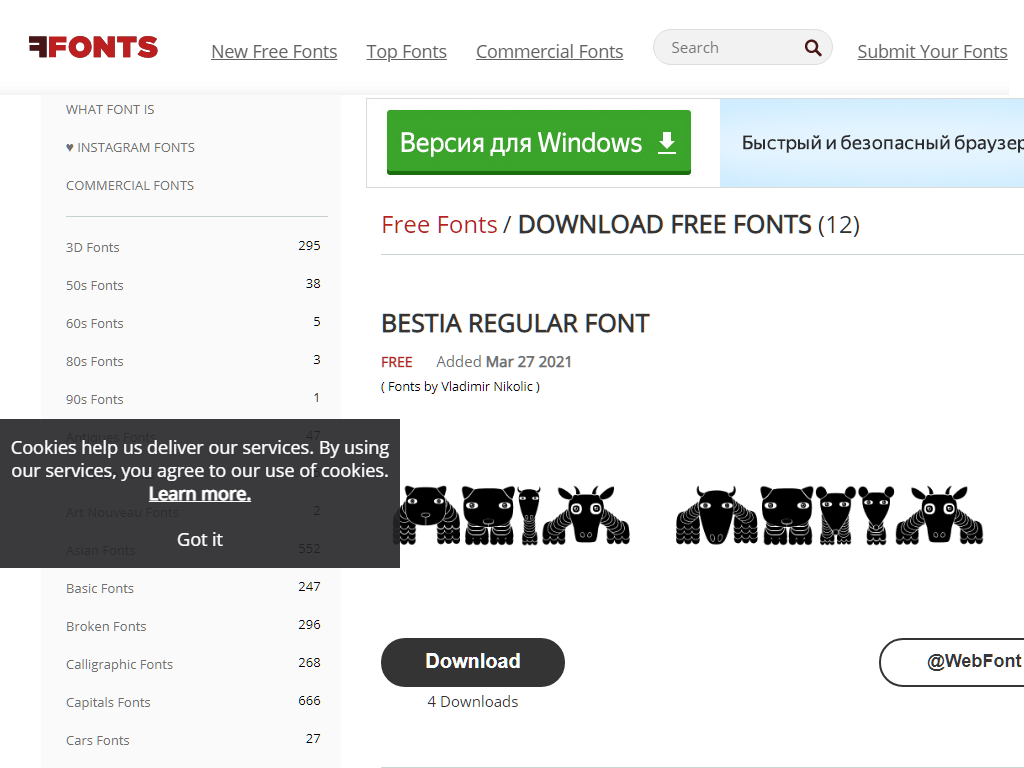 FFONTS
New Free Fonts
Top Fonts
Commercial Fonts
Search
Submit Your Fonts
WHAT FONT IS
♥ INSTAGRAM FONTS
COMMERCIAL FONTS
3D Fonts 295
50s Fonts 38
60s Fonts 5
80s Fonts 3
90s Fonts 1
Antiques Fonts 47
Cookies help us deliver our services. By using
our services, you agree to our use of cookies.
Learn more.
Art Nouveau Fonts 2
Got it
Asian Fonts 552
Basic Fonts 247
Broken Fonts 296
Calligraphic Fonts 268
Capitals Fonts 666
Cars Fonts 27
Версия для Windows
Быстрый и безопасный браузер
Free Fonts / DOWNLOAD FREE FONTS (12)
BESTIA REGULAR FONT
FREE Added Mar 27 2021
( Fonts by Vladimir Nikolic )
Download
4 Downloads
@WebFont